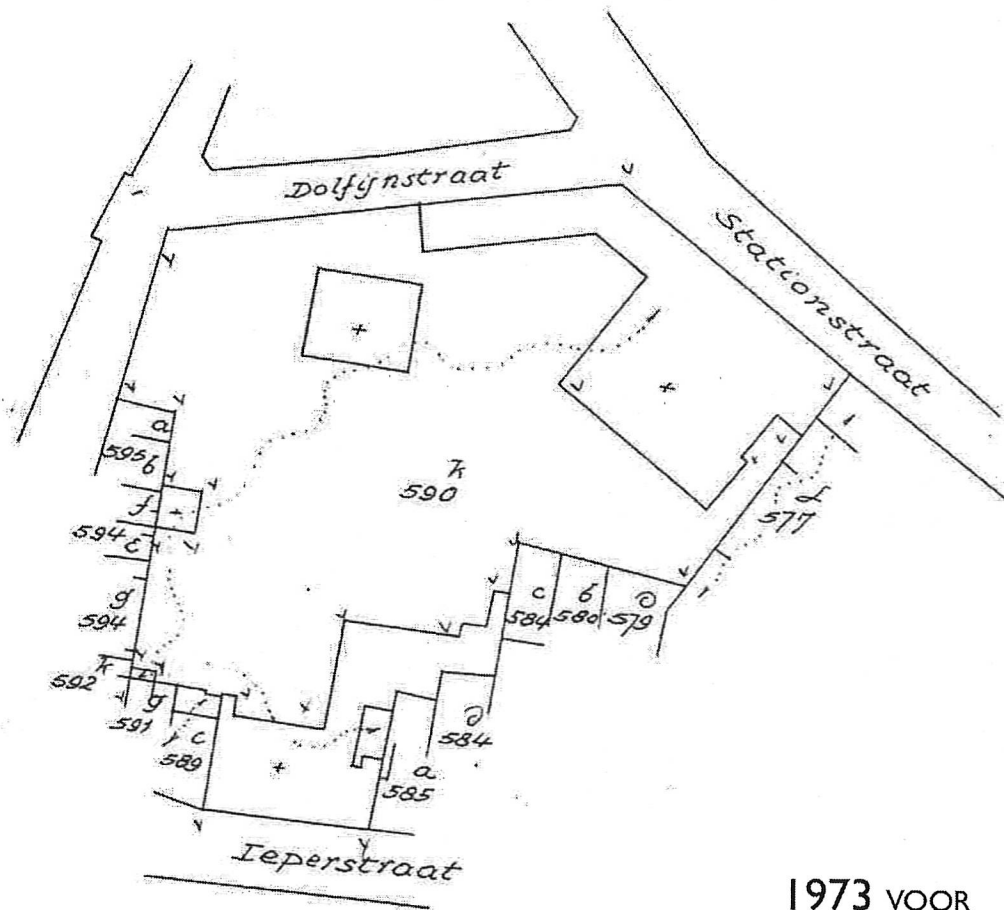 Dolfijnstraat
Stationstraat
a
595 b
f
594 E
g
594
k
592
g
591
c
589
k
590
577
c
584
b
580
D
579
D
584
a
585
Ieperstraat
1973 VOOR